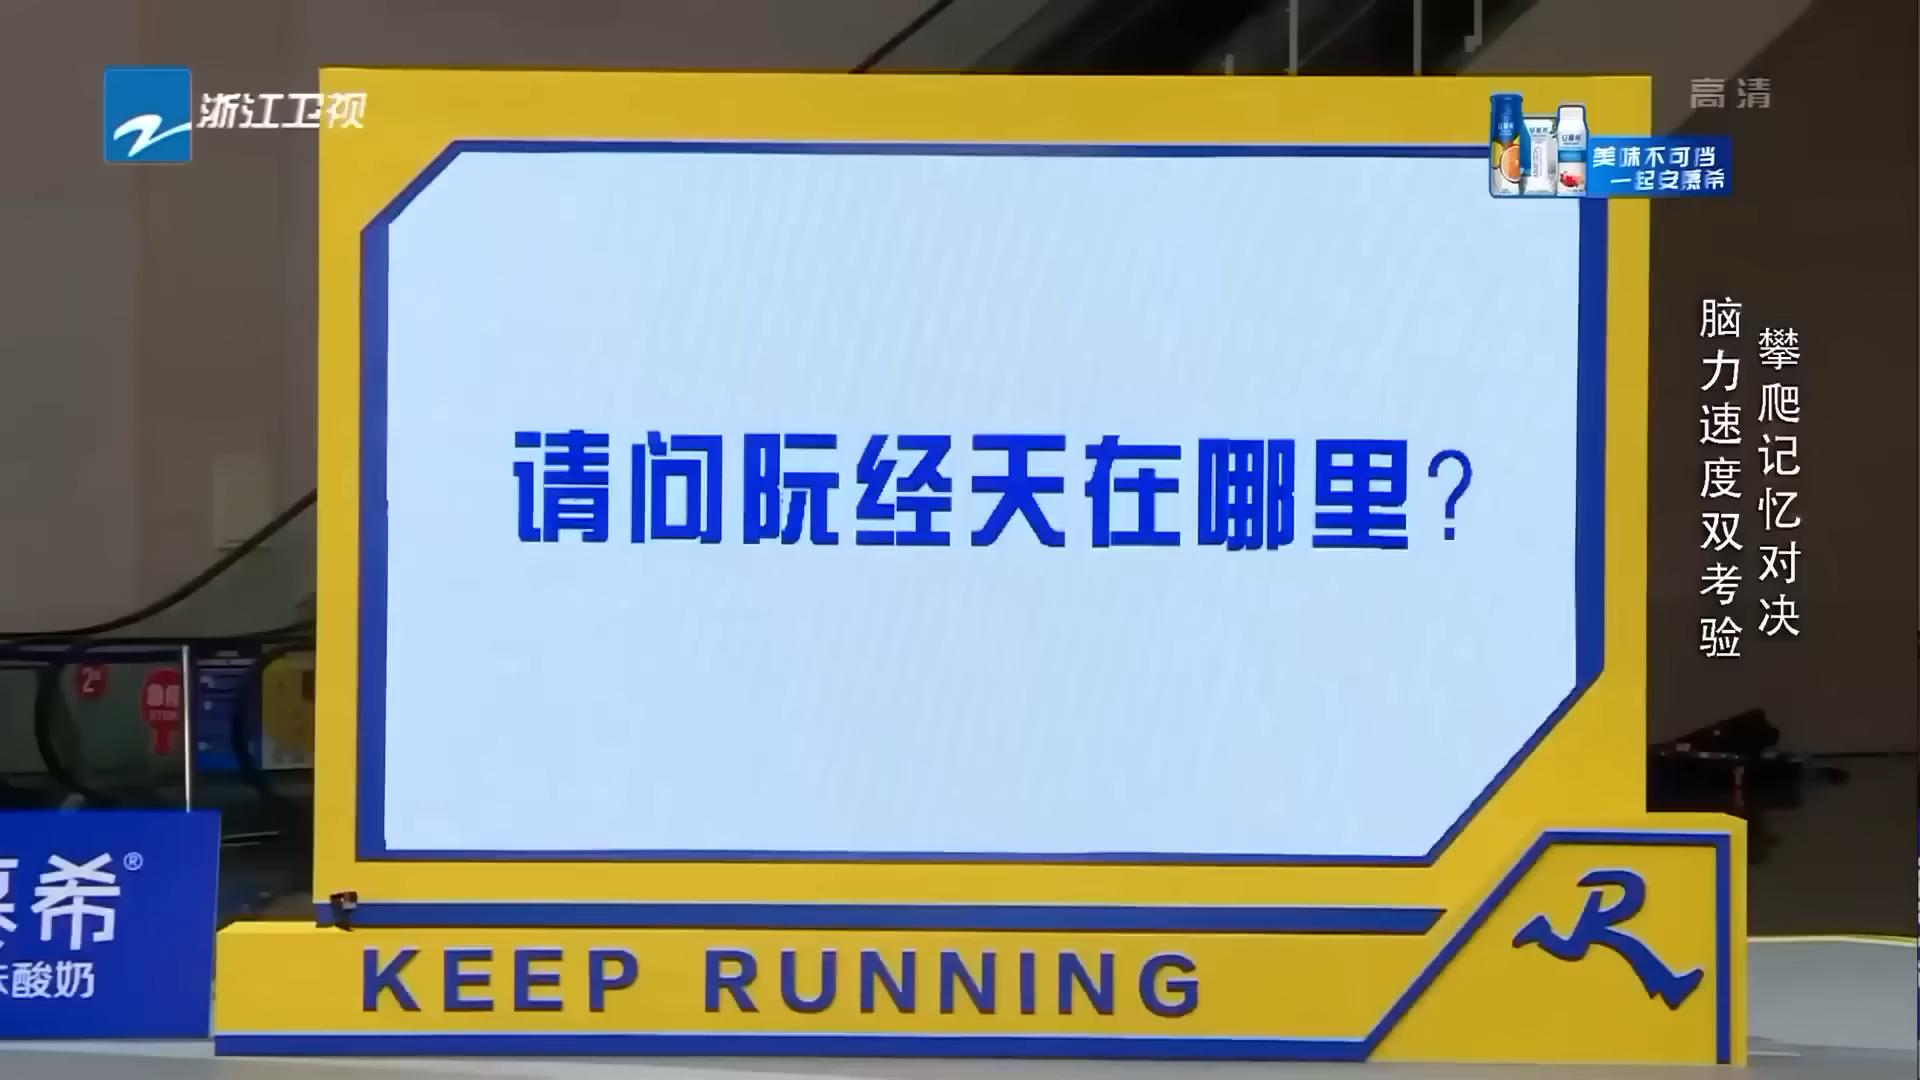 浙江卫视
高清
美味不可挡
一起安慕希
请问阮经天在哪里?
攀爬记忆对决
脑力速度双考验
慕希®
味酸奶
KEEP RUNNING
R